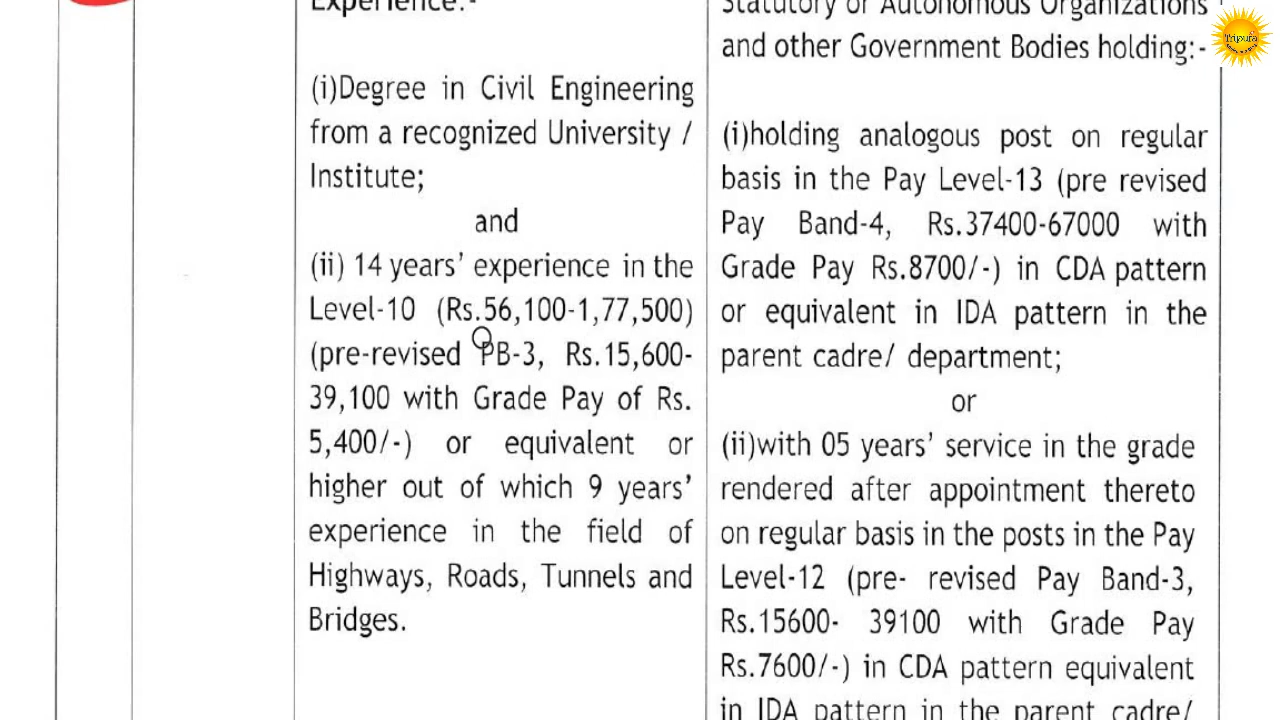 Experience:-
(i)Degree in Civil Engineering
from a recognized University /
Institute;
and
(ii) 14 years' experience in the
Level-10 (Rs.56,100-1,77,500)
(pre-revised PB-3, Rs.15,600-
39,100 with Grade Pay of Rs.
5,400/-) or equivalent or
higher out of which 9 years'
experience in the field of
Highways, Roads, Tunnels and
Bridges.
Statutory or Autonomous Organizations
and other Government Bodies holding:-
(i)holding analogous post on regular
basis in the Pay Level-13 (pre revised
Pay Band-4, Rs.37400-67000 with
Grade Pay Rs.8700/-) in CDA pattern
or equivalent in IDA pattern in the
parent cadre/ department;
or
(ii)with 05 years' service in the grade
rendered after appointment thereto
on regular basis in the posts in the Pay
Level-12 (pre- revised Pay Band-3,
Rs.15600- 39100 with Grade Pay
Rs.7600/-) in CDA pattern equivalent
in IDA pattern in the parent cadre/
Tripura